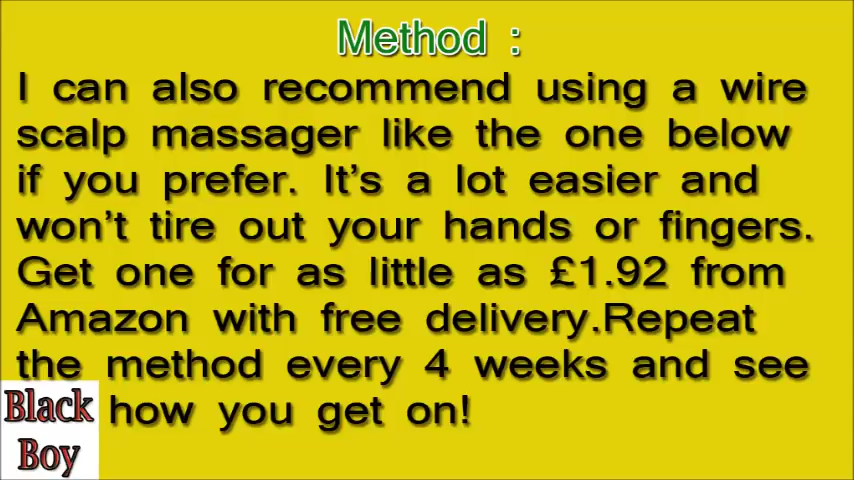 Method :
I can also recommend using a wire
scalp massager like the one below
if you prefer. It's a lot easier and
won't tire out your hands or fingers.
Get one for as little as £1.92 from
Amazon with free delivery.Repeat
the method every 4 weeks and see
how you get on!
Black
Boy